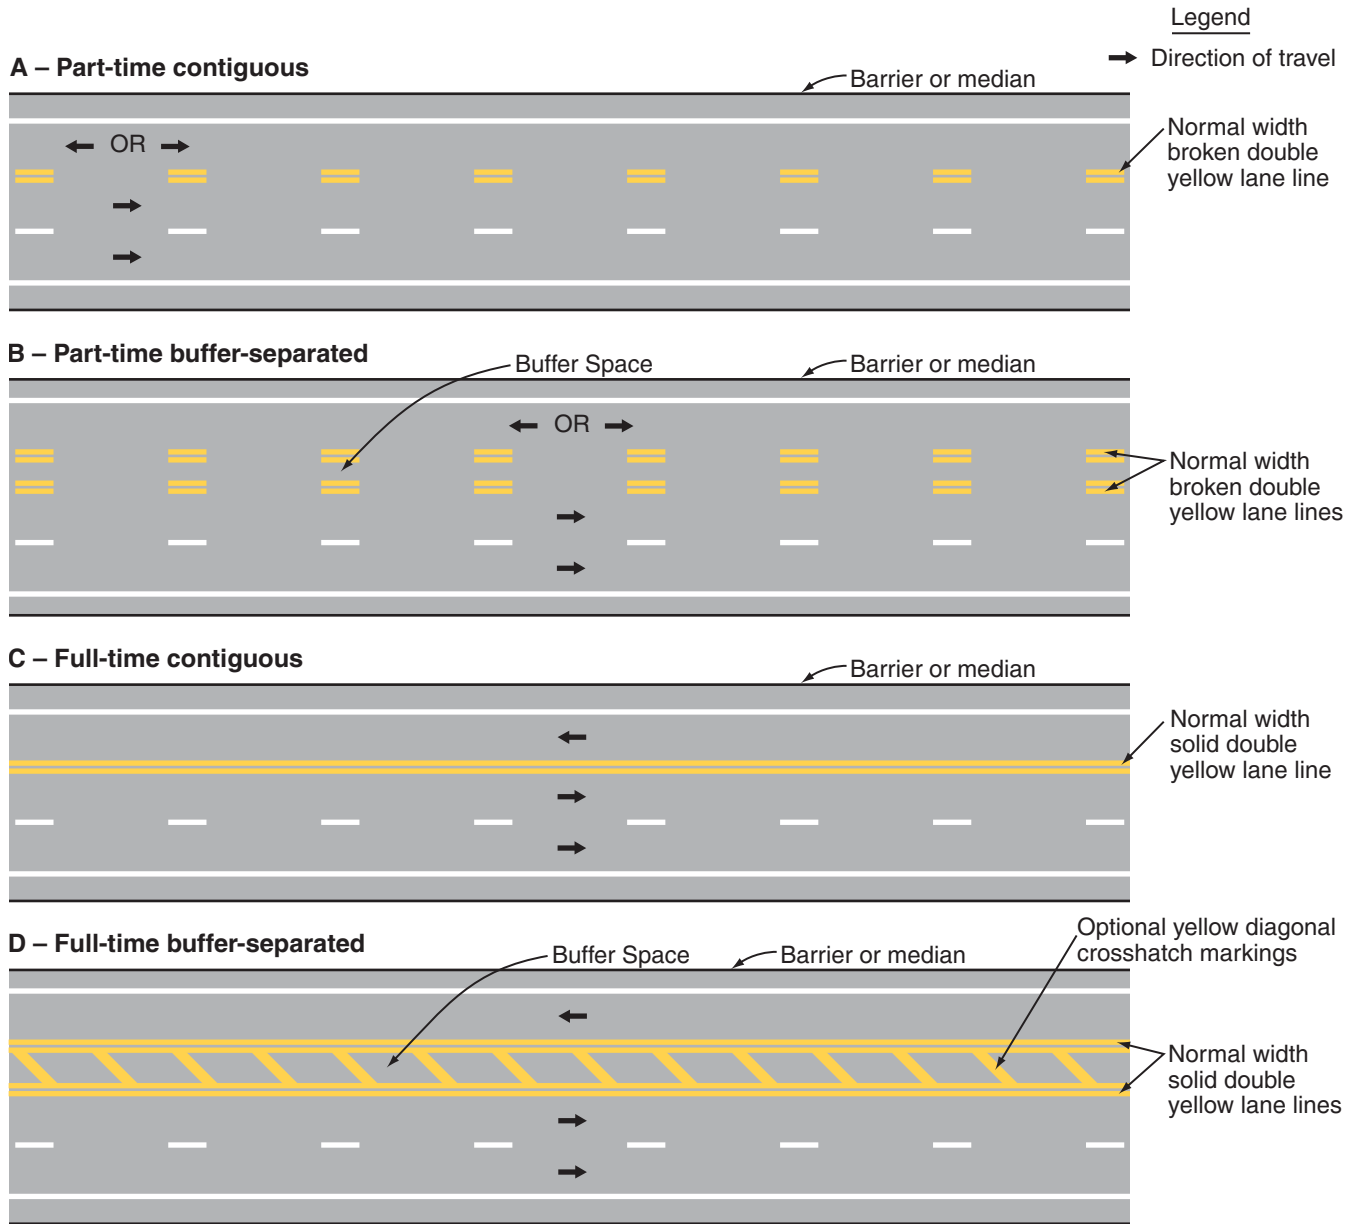 Legend
Direction of travel
A – Part-time contiguous
Barrier or median
OR
Normal width
broken double
yellow lane line
B – Part-time buffer-separated
Buffer Space
Barrier or median
OR
Normal width
broken double
yellow lane lines
C – Full-time contiguous
Barrier or median
Normal width
solid double
yellow lane line
D – Full-time buffer-separated
Buffer Space
Barrier or median
Optional yellow diagonal
crosshatch markings
Normal width
solid double
yellow lane lines